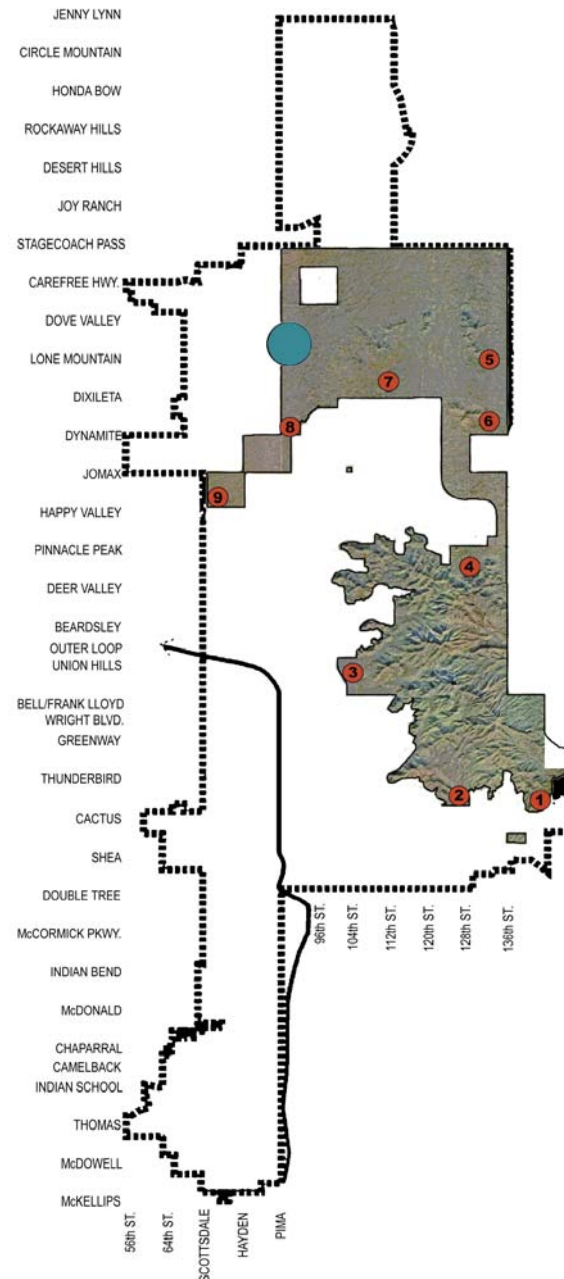 JENNY LYNN
CIRCLE MOUNTAIN
HONDA BOW
ROCKAWAY HILLS
DESERT HILLS
JOY RANCH
STAGECOACH PASS
CAREFREE HWY.
DOVE VALLEY
LONE MOUNTAIN
5
7
DIXILETA
6
8
DYNAMITE
JOMAX
9
HAPPY VALLEY
PINNACLE PEAK
4
DEER VALLEY
BEARDSLEY
OUTER LOOP
UNION HILLS
3
BELL/FRANK LLOYD
WRIGHT BLVD.
GREENWAY
THUNDERBIRD
2
1
CACTUS
SHEA
DOUBLE TREE
96th ST.
104th ST.
112th ST.
120th ST.
128th ST.
136th ST.
McCORMICK PKWY.
INDIAN BEND
McDONALD
CHAPARRAL
CAMELBACK
INDIAN SCHOOL
THOMAS
McDOWELL
McKELLIPS
56th ST.
64th ST.
SCOTTSDALE
HAYDEN
PIMA